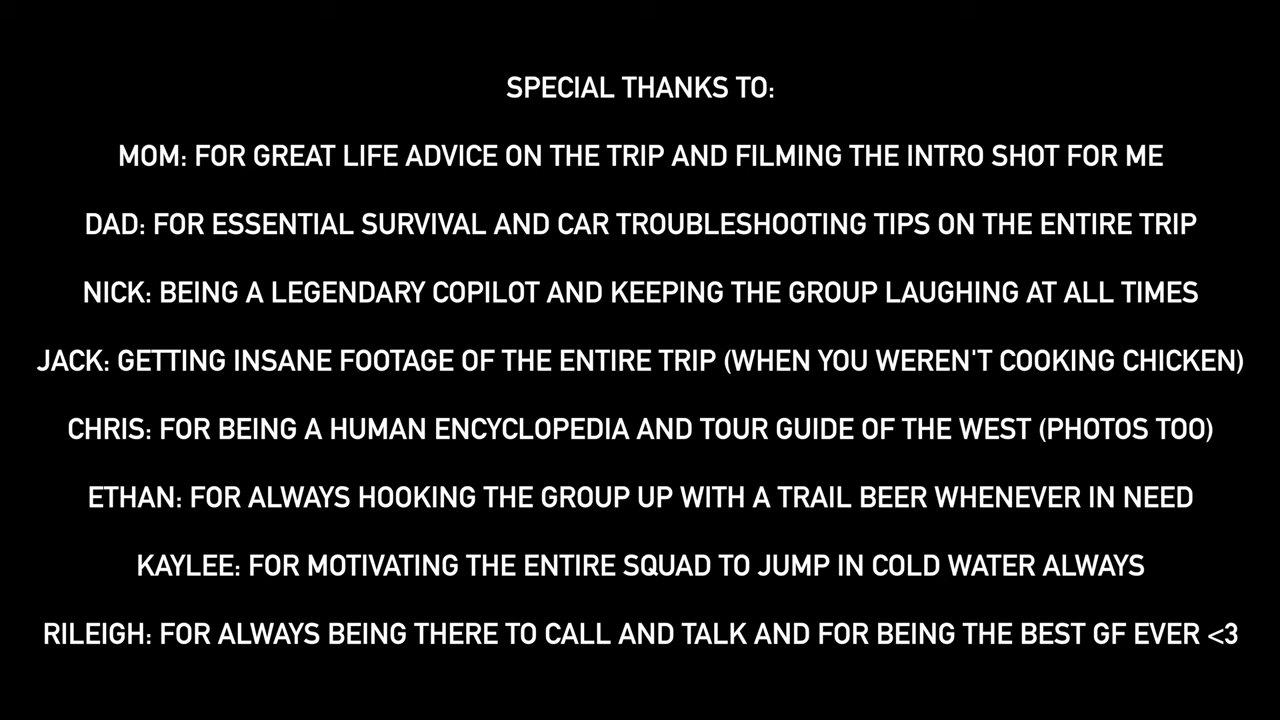 SPECIAL THANKS TO:
MOM: FOR GREAT LIFE ADVICE ON THE TRIP AND FILMING THE INTRO SHOT FOR ME
DAD: FOR ESSENTIAL SURVIVAL AND CAR TROUBLESHOOTING TIPS ON THE ENTIRE TRIP
NICK: BEING A LEGENDARY COPILOT AND KEEPING THE GROUP LAUGHING AT ALL TIMES
JACK: GETTING INSANE FOOTAGE OF THE ENTIRE TRIP (WHEN YOU WEREN'T COOKING CHICKEN)
CHRIS: FOR BEING A HUMAN ENCYCLOPEDIA AND TOUR GUIDE OF THE WEST (PHOTOS TOO)
ETHAN: FOR ALWAYS HOOKING THE GROUP UP WITH A TRAIL BEER WHENEVER IN NEED
KAYLEE: FOR MOTIVATING THE ENTIRE SQUAD TO JUMP IN COLD WATER ALWAYS
RILEIGH: FOR ALWAYS BEING THERE TO CALL AND TALK AND FOR BEING THE BEST GF EVER <3